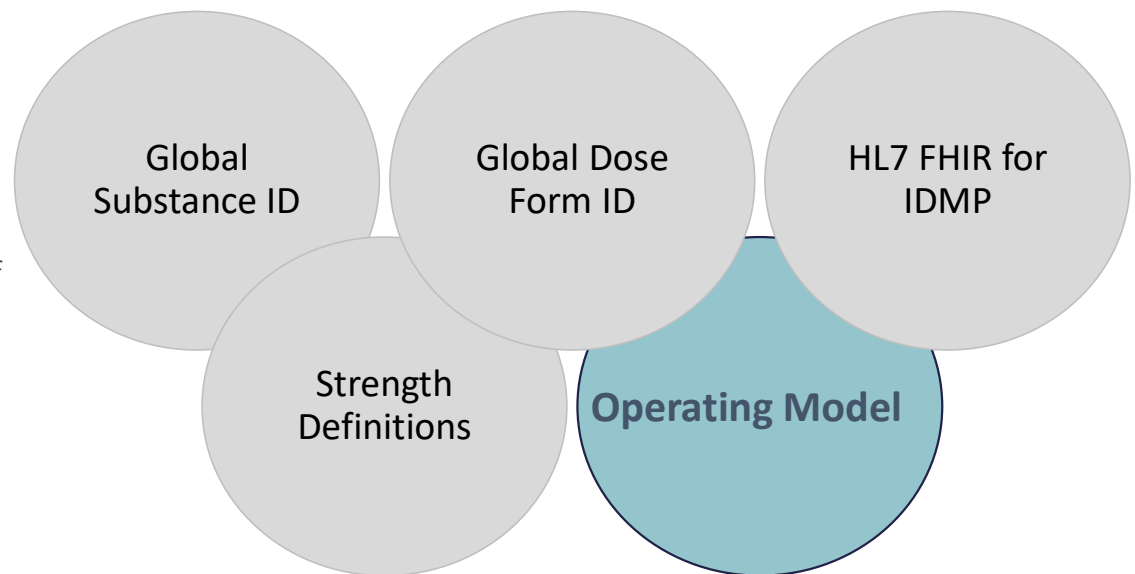 Global
Substance ID
Global Dose
Form ID
HL7 FHIR for
IDMP
Strength
Definitions
Operating Model